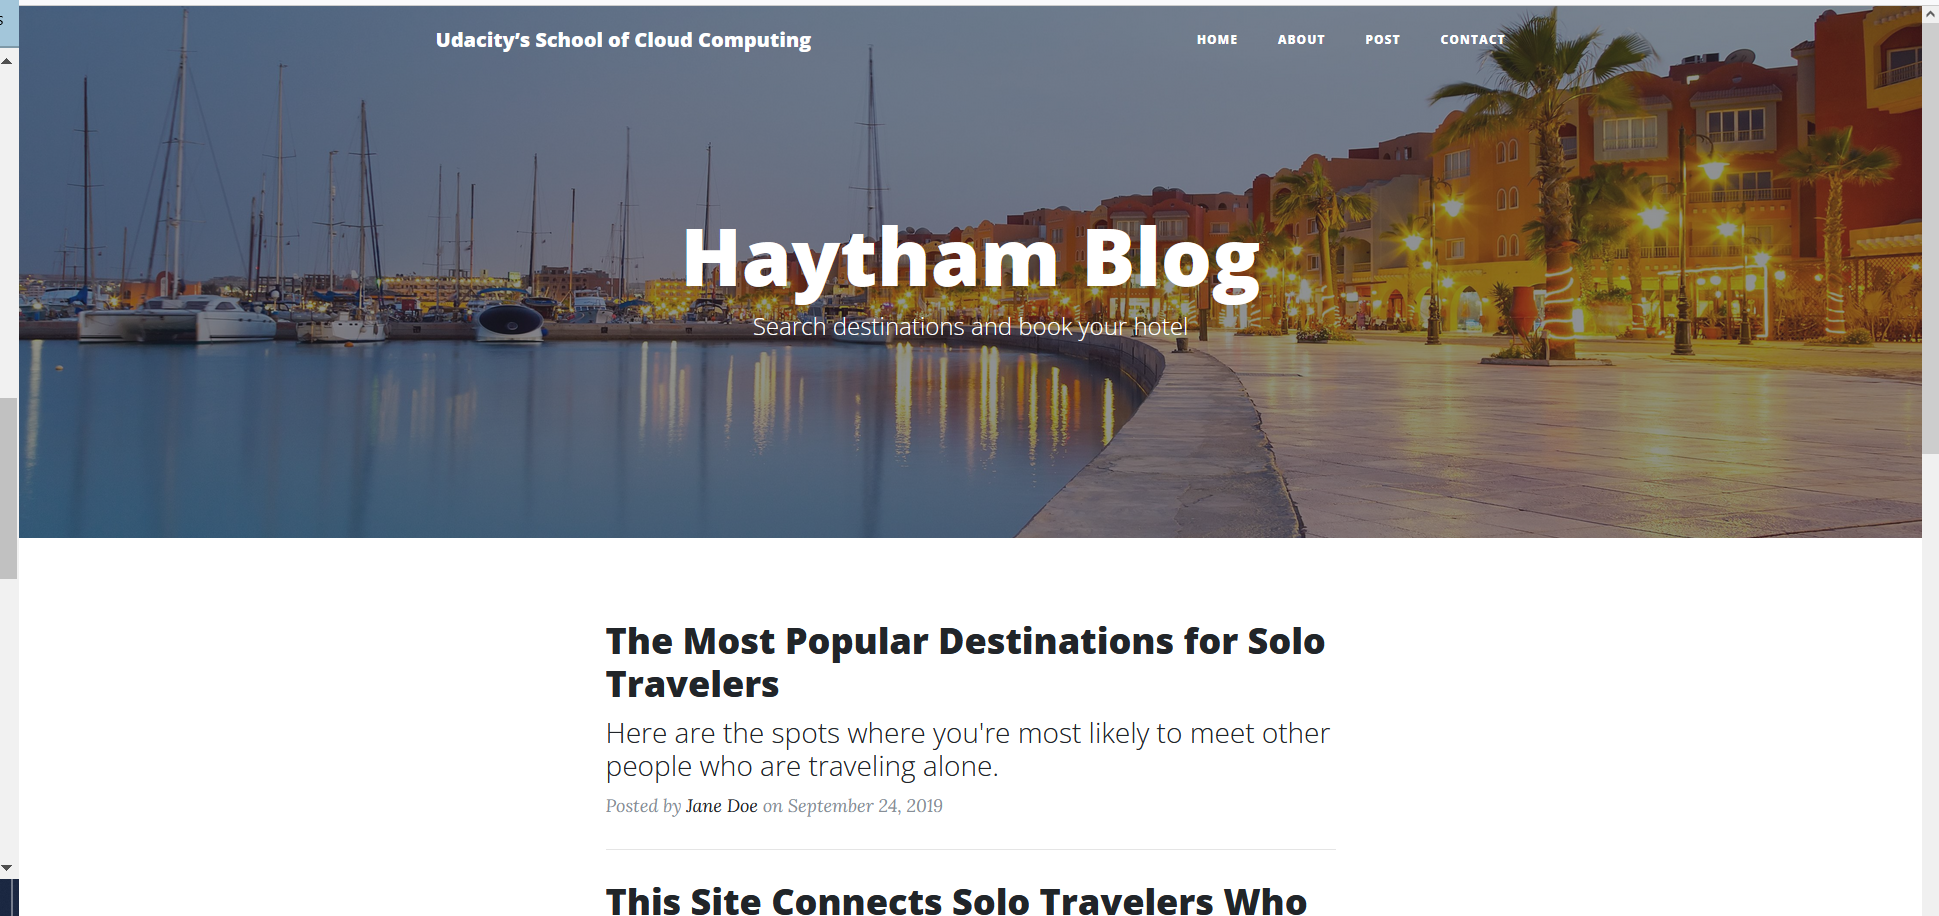 s
Udacity’s School of Cloud Computing
HOME ABOUT POST CONTACT
Haytham Blog
Search destinations and book your hotel
The Most Popular Destinations for Solo
Travelers
Here are the spots where you're most likely to meet other
people who are traveling alone.
Posted by Jane Doe on September 24, 2019
This Site Connects Solo Travelers Who